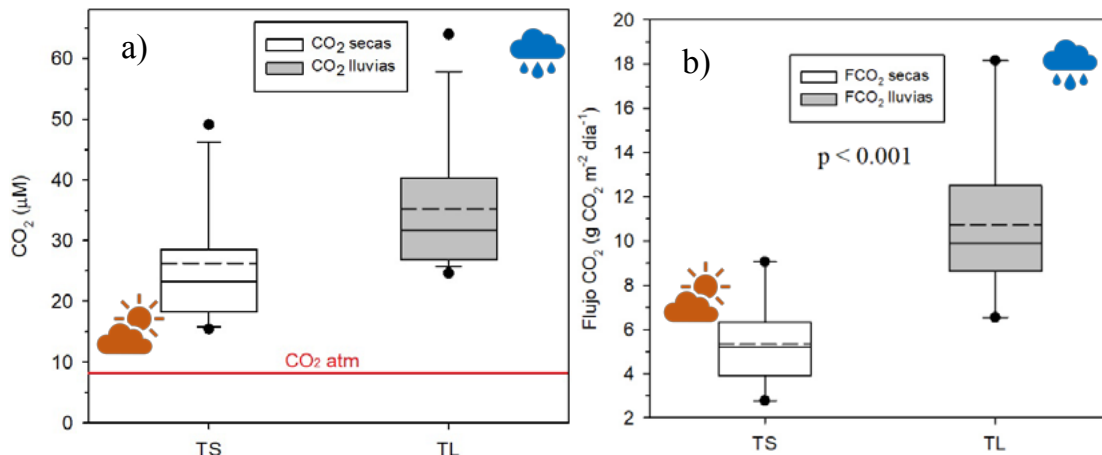 a)
CO₂ secas
CO₂ lluvias
CO₂ (µM)
60
50
40
30
20
10
0
CO₂ atm
TS
TL
b)
FCO₂ secas
FCO₂ lluvias
p < 0.001
Flujo CO₂ (g CO₂ m⁻² día⁻¹)
20
18
16
14
12
10
8
6
4
2
TS
TL